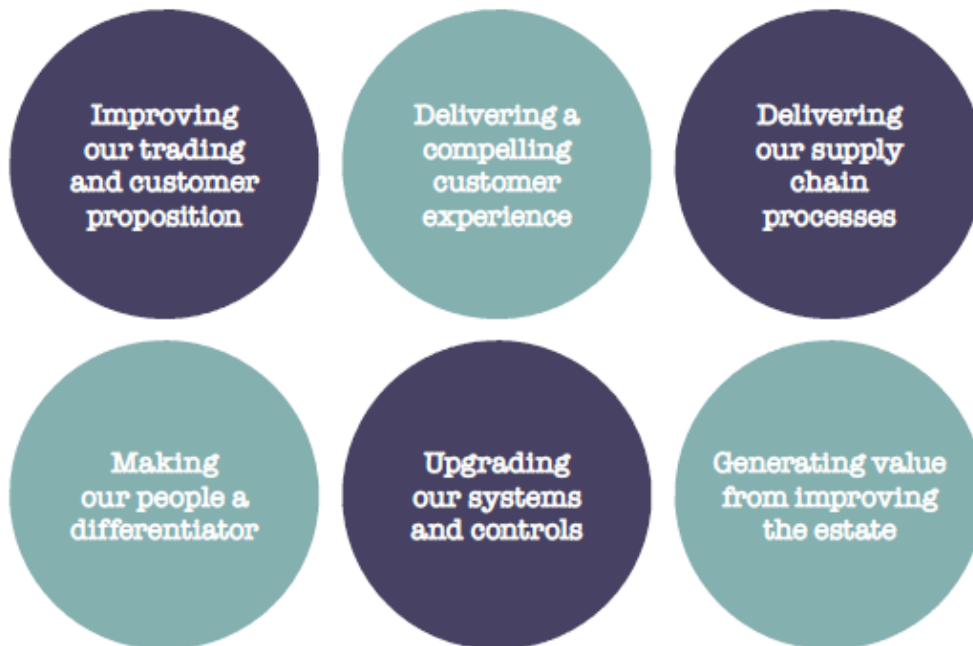 Improving
our trading
and customer
proposition
Delivering a
compelling
customer
experience
Delivering
our supply
chain
processes
Making
our people a
differentiator
Upgrading
our systems
and controls
Generating value
from improving
the estate